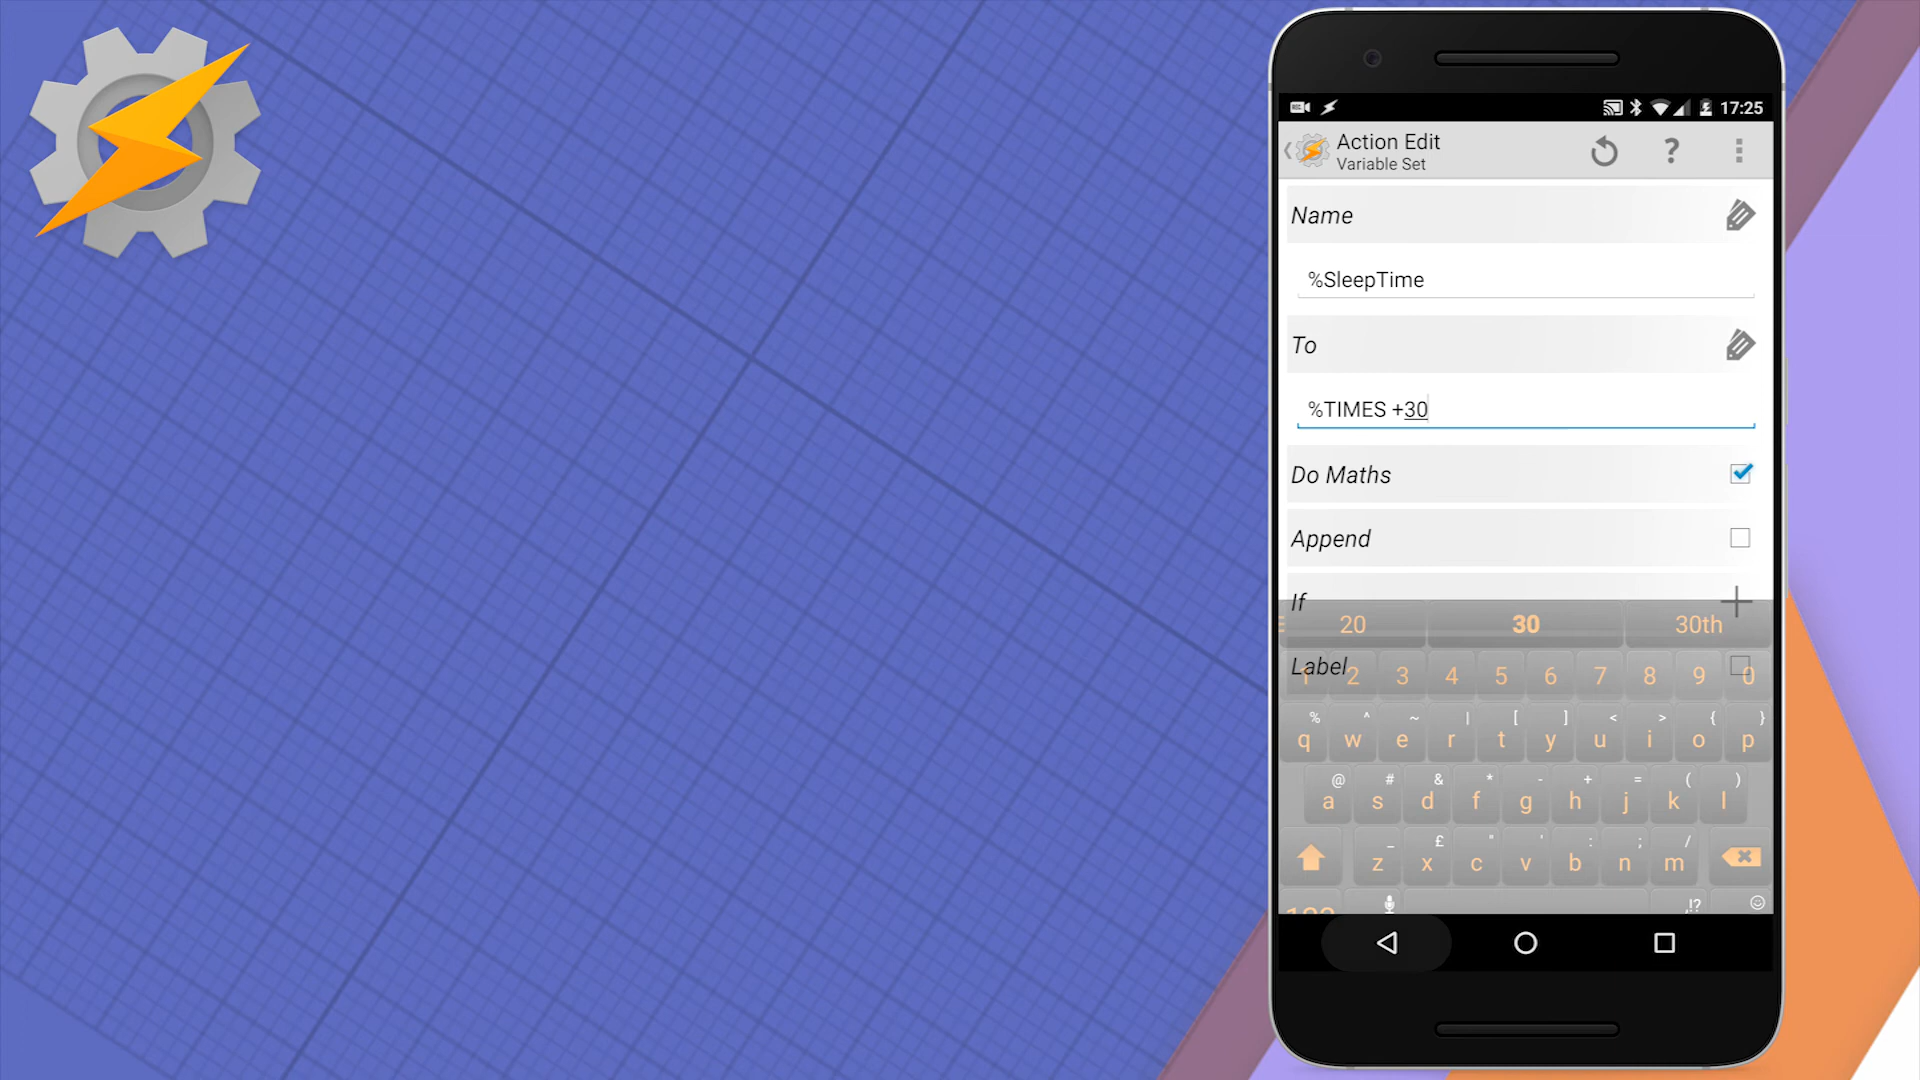 17:25
Action Edit
Variable Set
?
Name
%SleepTime
To
%TIMES +30
Do Maths
Append
If
20 30 30th
Label
1 2 3 4 5 6 7 8 9 0
% ^ ~ | [ ] < > { }
q w e r t y u i o p
@ # & * - + = ( )
a s d f g h j k l
_ £ " ' : ; /
z x c v b n m
,!?